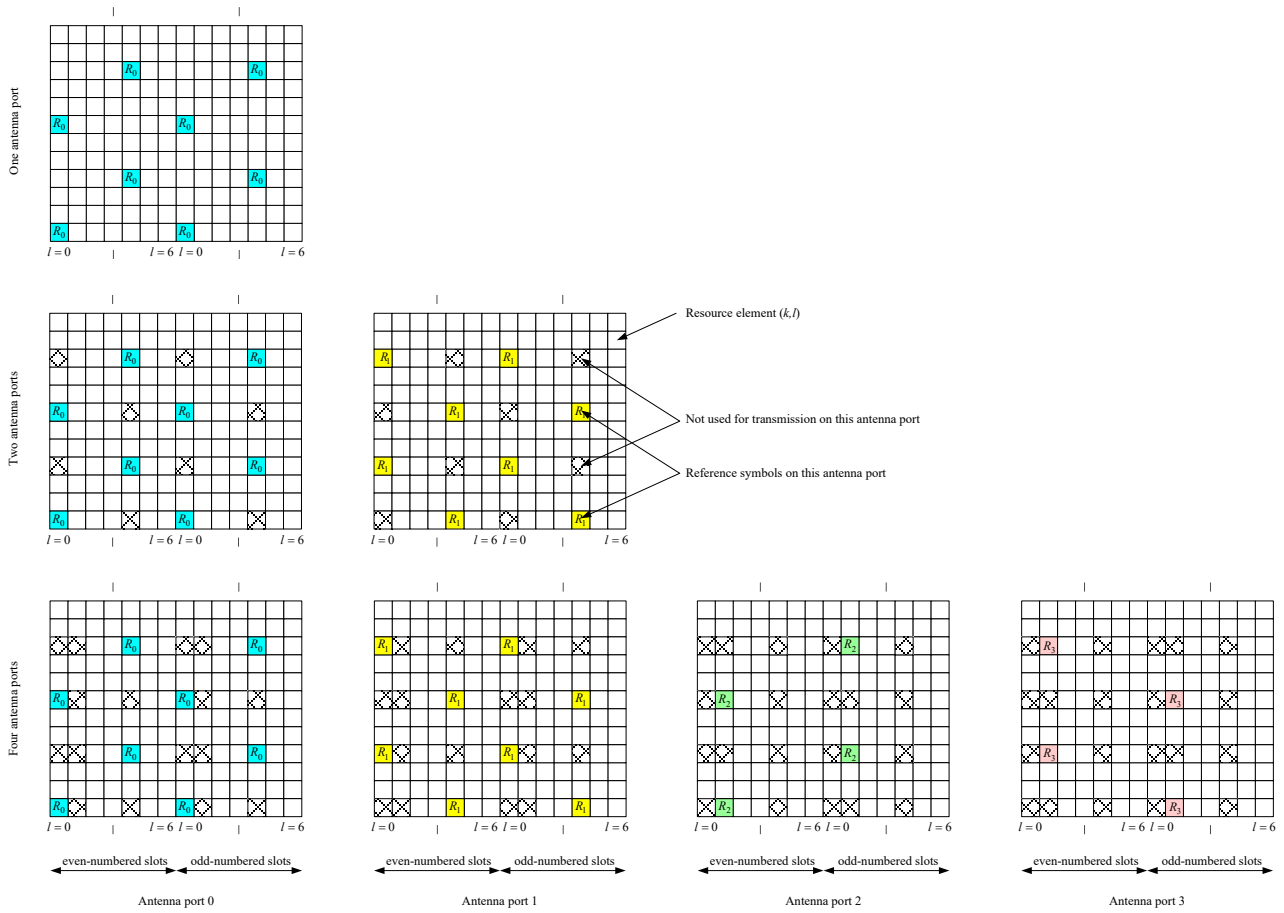 One antenna port
R0 R0
R0 R0
R0 R0
R0 R0
l = 0 l = 6 l = 0 l = 6
Two antenna ports
Resource element (k,l)
R0 R0 R1 R1
R0 R0 R1 R1
Not used for transmission on this antenna port
R0 R0 R1 R1
Reference symbols on this antenna port
R0 R0 R1 R1
l = 0 l = 6 l = 0 l = 6 l = 0 l = 6 l = 0 l = 6
Four antenna ports
R0 R0 R1 R1 R2 R3
R0 R0 R1 R1 R2 R3
R0 R0 R1 R1 R2 R3
R0 R0 R1 R1 R2 R3
l = 0 l = 6 l = 0 l = 6 l = 0 l = 6 l = 0 l = 6 l = 0 l = 6 l = 0 l = 6 l = 0 l = 6 l = 0 l = 6
even-numbered slots odd-numbered slots even-numbered slots odd-numbered slots even-numbered slots odd-numbered slots even-numbered slots odd-numbered slots
Antenna port 0 Antenna port 1 Antenna port 2 Antenna port 3